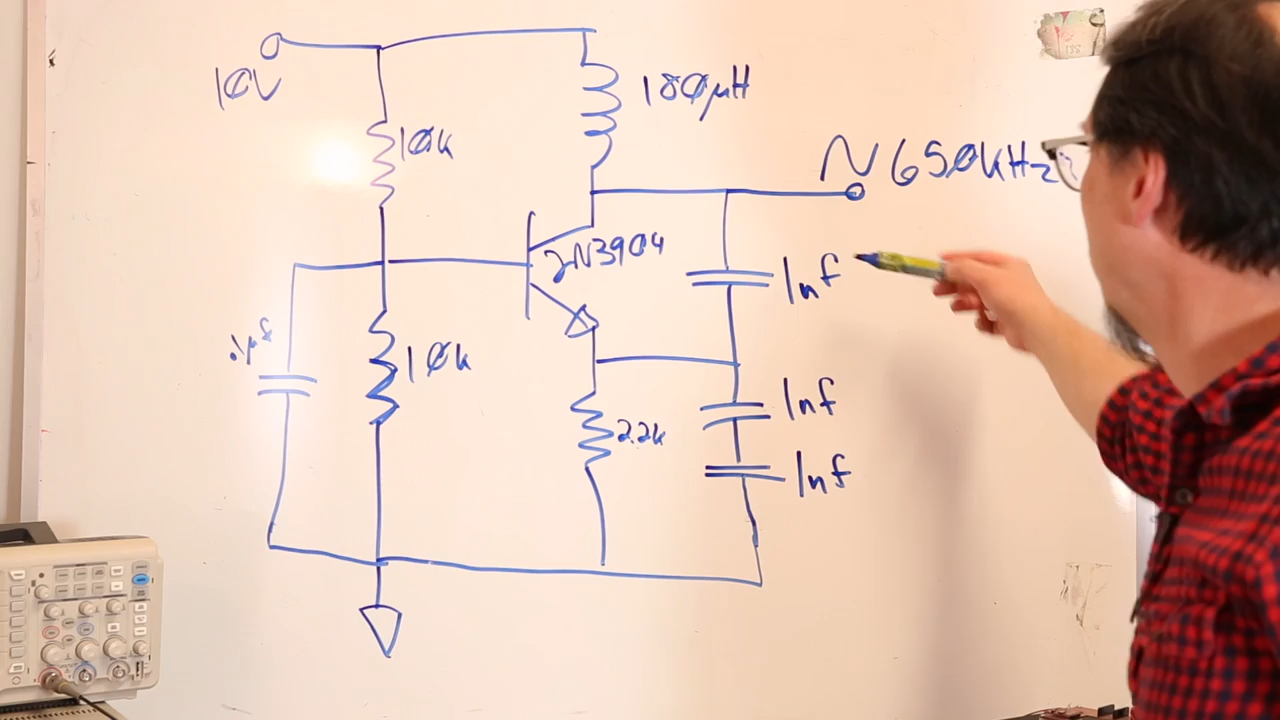 10V
180µH
10k
~650kHz
2N3904
1nf
.1µf
10k
1nf
2.2k
1nf